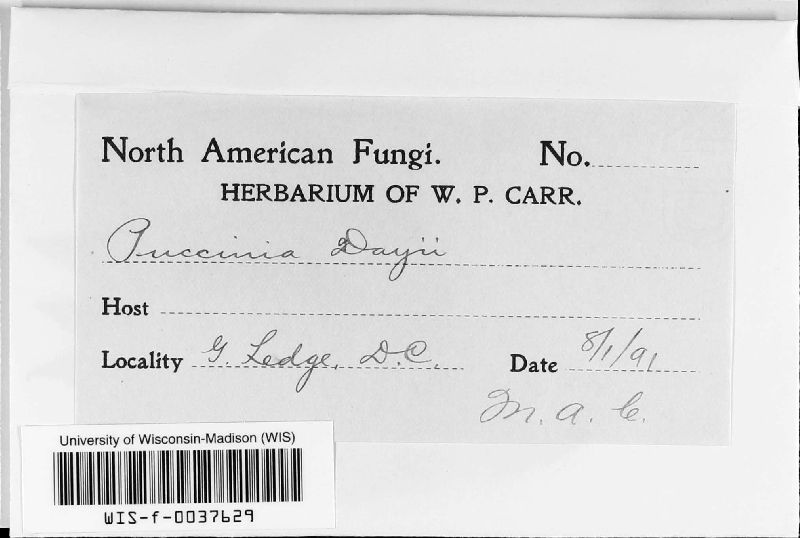 North American Fungi. No.
HERBARIUM OF W. P. CARR.
Puccinia Dayii
Host
Locality G. Ledge, D.C. Date 8/1/91
M. A. C.
University of Wisconsin-Madison (WIS)
WIS-f-0037629